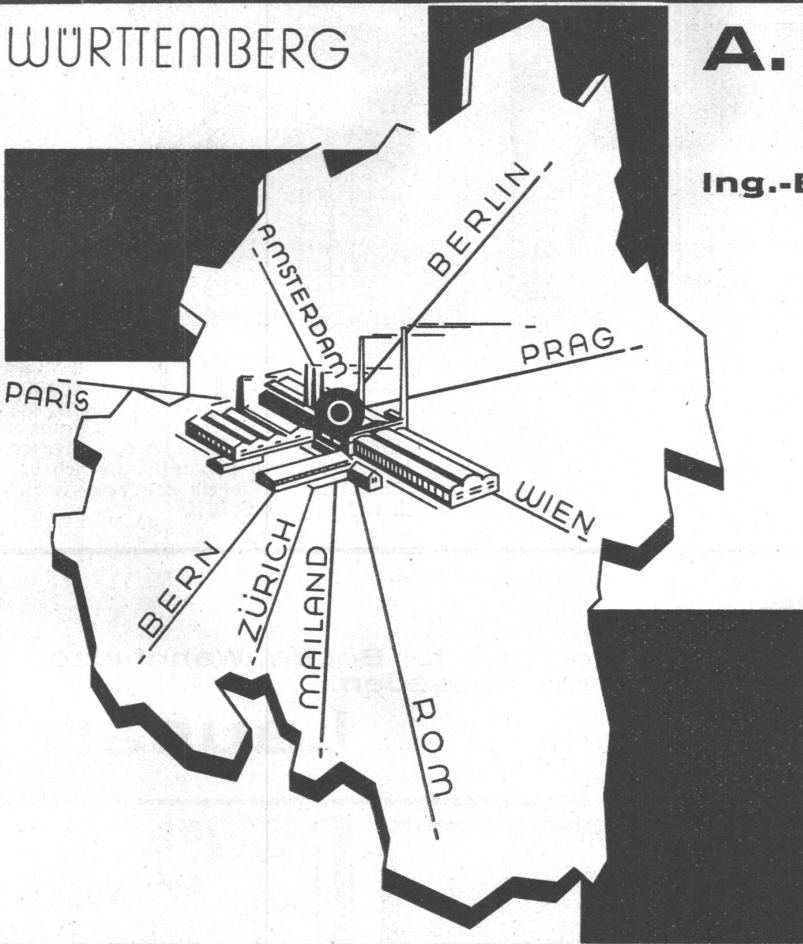 WÜRTTEMBERG
A.
Ing.-B
AMSTERDAM
BERLIN
PRAG
PARIS
WIEN
BERN
ZÜRICH
MAILAND
ROM